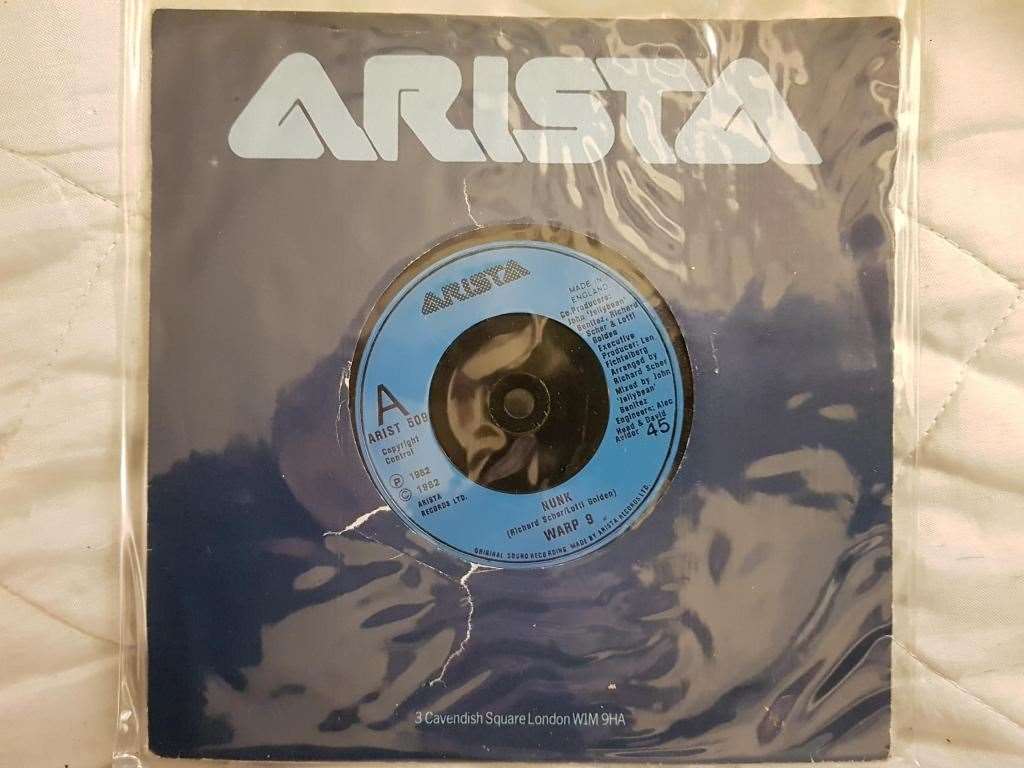 ARISTA
ARISTA
MADE IN
ENGLAND
Co.Producers:
John 'Jellybean'
Benitez, Richard
Scher & Lotti
Golden
Executive
Producer: Len
Fichtelberg
Arranged by
Richard Scher
Mixed by John
'Jellybean'
Benitez
Engineers: Alec
Head & David
Avidor
45
A
ARIST 509
Copyright
Control
Ⓟ 1982
© 1982
ARISTA
RECORDS LTD.
NUNK
(Richard Scher/Lotti Golden)
WARP 9
ORIGINAL SOUND RECORDING MADE BY ARISTA RECORDS LTD.
3 Cavendish Square London W1M 9HA